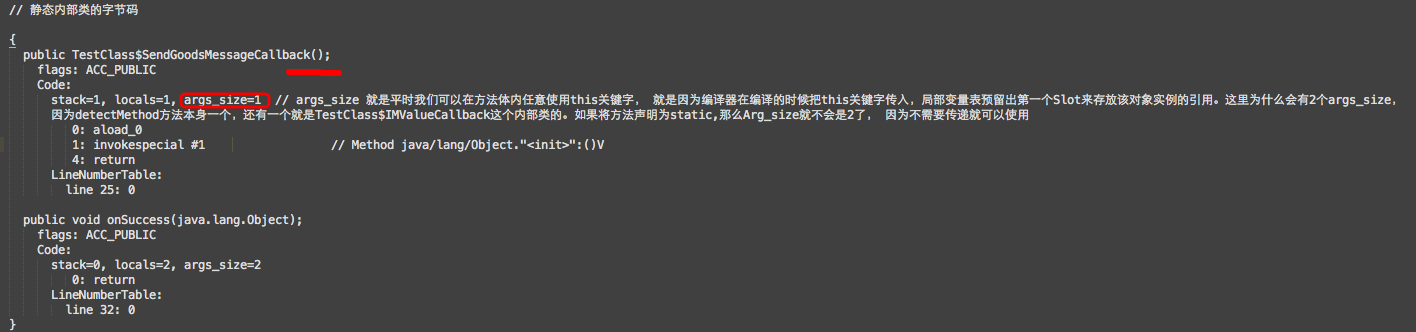 // 静态内部类的字节码
{
public TestClass$SendGoodsMessageCallback();
flags: ACC_PUBLIC
Code:
stack=1, locals=1, args_size=1 // args_size 就是平时我们可以在方法体内任意使用this关键字， 就是因为编译器在编译的时候把this关键字传入，局部变量表预留出第一个Slot来存放该对象实例的引用。这里为什么会有2个args_size，
因为detectMethod方法本身一个，还有一个就是TestClass$IMValueCallback这个内部类的。如果将方法声明为static,那么Arg_size就不会是2了， 因为不需要传递就可以使用
0: aload_0
1: invokespecial #1 // Method java/lang/Object."<init>":()V
4: return
LineNumberTable:
line 25: 0
public void onSuccess(java.lang.Object);
flags: ACC_PUBLIC
Code:
stack=0, locals=2, args_size=2
0: return
LineNumberTable:
line 32: 0
}